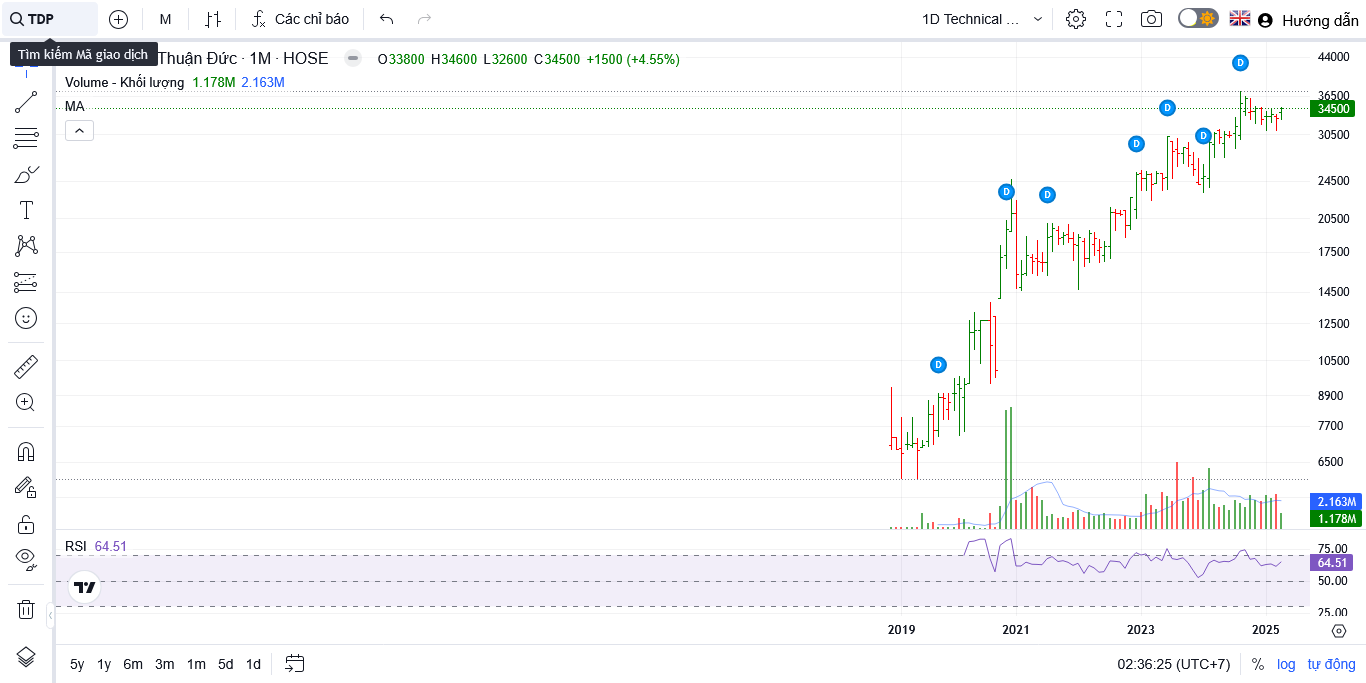 TDP
M
Các chỉ báo
1D Technical ...
Hướng dẫn
Tìm kiếm Mã giao dịch
Thuận Đức · 1M · HOSE
O33800 H34600 L32600 C34500 +1500 (+4.55%)
Volume - Khối lượng 1.178M 2.163M
MA
D
D
D
D
D
D
D
D
44000
36500
34500
30500
24500
20500
17500
14500
12500
10500
8900
7700
6500
2.163M
1.178M
RSI 64.51
75.00
64.51
50.00
25.00
2019
2021
2023
2025
5y 1y 6m 3m 1m 5d 1d
02:36:25 (UTC+7)
% log tự động